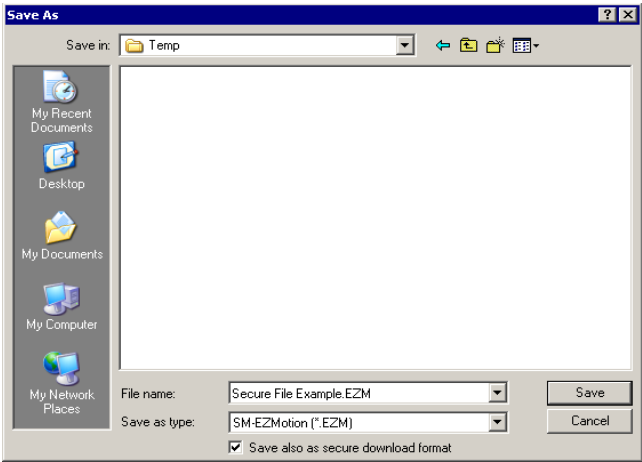 Save As
Save in: Temp
My Recent
Documents
Desktop
My Documents
My Computer
My Network
Places
File name: Secure File Example.EZM Save
Save as type: SM-EZMotion (*.EZM) Cancel
Save also as secure download format